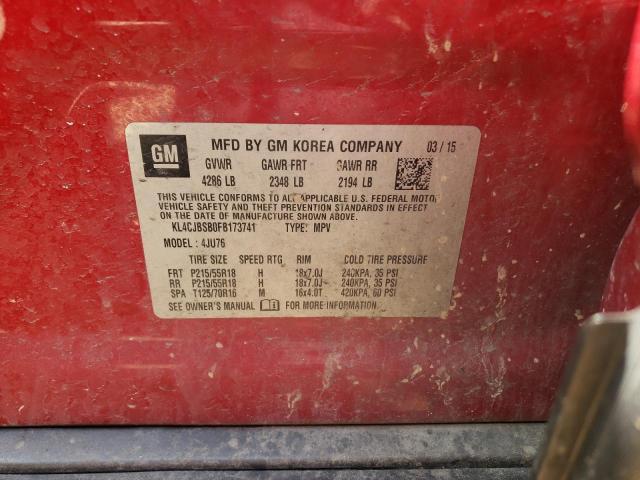 GM
MFD BY GM KOREA COMPANY 03 / 15
GVWR GAWR FRT GAWR RR
4286 LB 2348 LB 2194 LB
THIS VEHICLE CONFORMS TO ALL APPLICABLE U.S. FEDERAL MOTOR
VEHICLE SAFETY AND THEFT PREVENTION STANDARDS IN EFFECT ON
THE DATE OF MANUFACTURE SHOWN ABOVE.
KL4CJBSB0FB173741 TYPE: MPV
MODEL : 4JU76
TIRE SIZE SPEED RTG RIM COLD TIRE PRESSURE
FRT P215/55R18 H 18x7.0J 240KPA, 35 PSI
RR P215/55R18 H 18x7.0J 240KPA, 35 PSI
SPA T125/70R16 M 16x4.0T 420KPA, 60 PSI
SEE OWNER'S MANUAL FOR MORE INFORMATION.